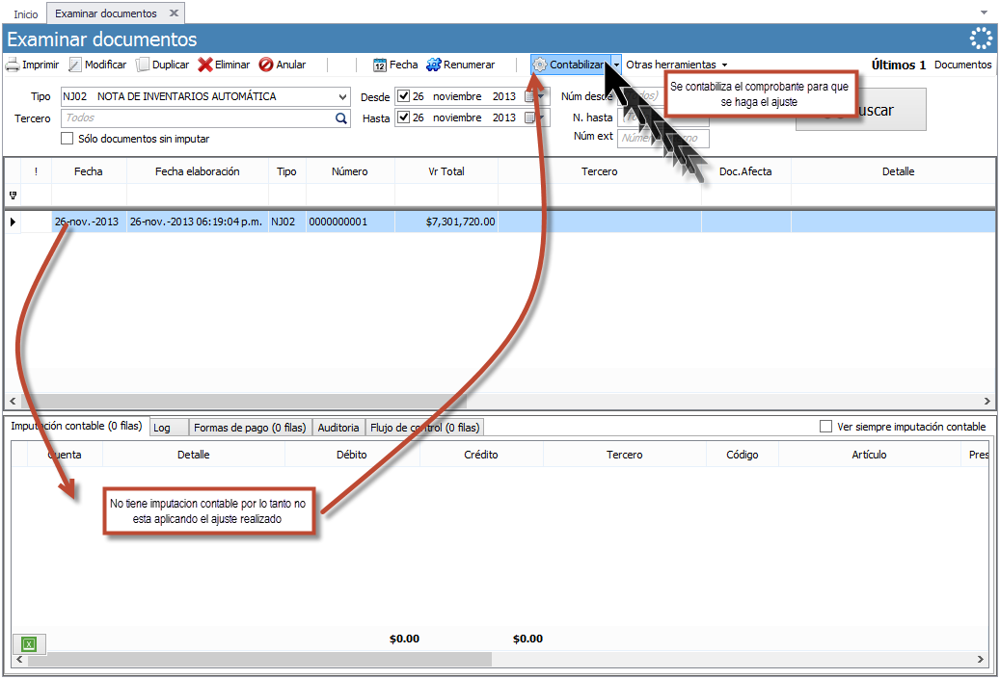 Inicio Examinar documentos
Examinar documentos
Imprimir Modificar Duplicar Eliminar Anular 12 Fecha Renumerar Contabilizar Otras herramientas Últimos 1 Documentos
Se contabiliza el comprobante para que
se haga el ajuste
Tipo NJ02 NOTA DE INVENTARIOS AUTOMÁTICA Desde 26 noviembre 2013 Núm desde
Tercero Todos Hasta 26 noviembre 2013 N. hasta
Sólo documentos sin imputar Núm ext
! Fecha Fecha elaboración Tipo Número Vr Total Tercero Doc.Afecta Detalle
26-nov.-2013 26-nov.-2013 06:19:04 p.m. NJ02 0000000001 $7,301,720.00
Imputación contable (0 filas) Log Formas de pago (0 filas) Auditoria Flujo de control (0 filas) Ver siempre imputación contable
Cuenta Detalle Débito Crédito Tercero Código Artículo Pres
No tiene imputacion contable por lo tanto no
esta aplicando el ajuste realizado
$0.00 $0.00